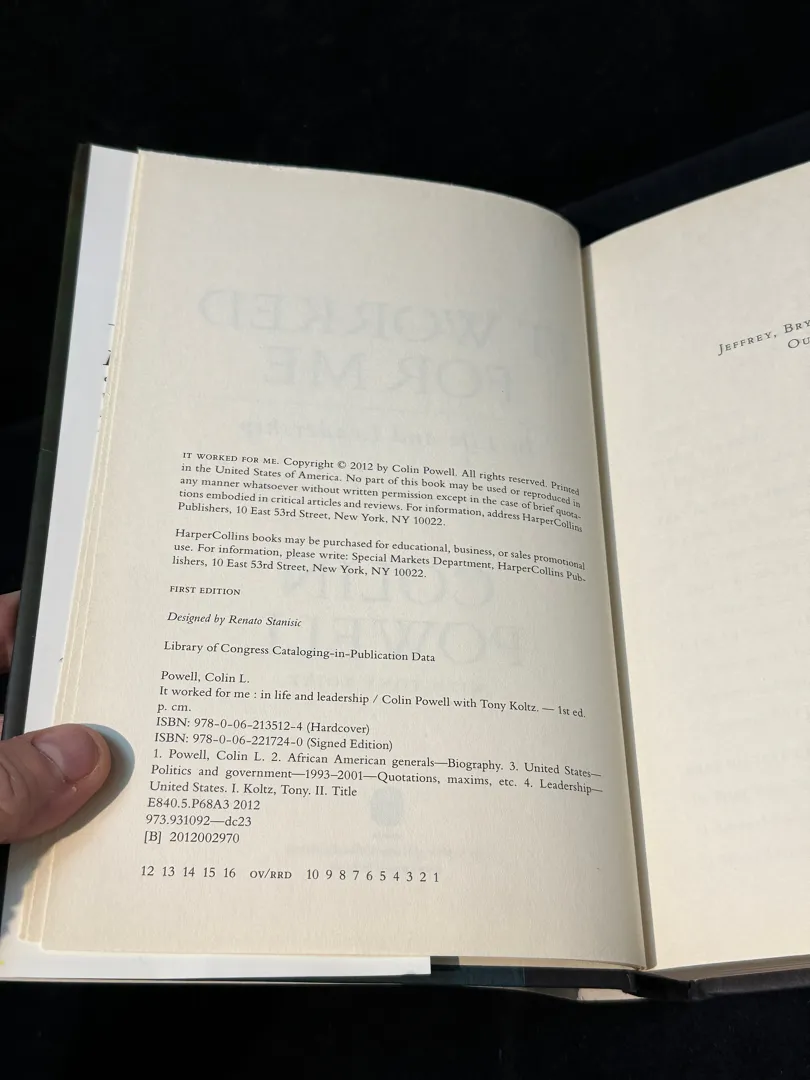 IT WORKED FOR ME. Copyright © 2012 by Colin Powell. All rights reserved. Printed
in the United States of America. No part of this book may be used or reproduced in
any manner whatsoever without written permission except in the case of brief quota-
tions embodied in critical articles and reviews. For information, address HarperCollins
Publishers, 10 East 53rd Street, New York, NY 10022.
HarperCollins books may be purchased for educational, business, or sales promotional
use. For information, please write: Special Markets Department, HarperCollins Pub-
lishers, 10 East 53rd Street, New York, NY 10022.
FIRST EDITION
Designed by Renato Stanisic
Library of Congress Cataloging-in-Publication Data
Powell, Colin L.
It worked for me : in life and leadership / Colin Powell with Tony Koltz. — 1st ed.
p. cm.
ISBN: 978-0-06-213512-4 (Hardcover)
ISBN: 978-0-06-221724-0 (Signed Edition)
1. Powell, Colin L. 2. African American generals—Biography. 3. United States—
Politics and government—1993–2001—Quotations, maxims, etc. 4. Leadership—
United States. I. Koltz, Tony. II. Title
E840.5.P68A3 2012
973.931092—dc23
[B] 2012002970
12 13 14 15 16 OV/RRD 10 9 8 7 6 5 4 3 2 1
JEFFREY,